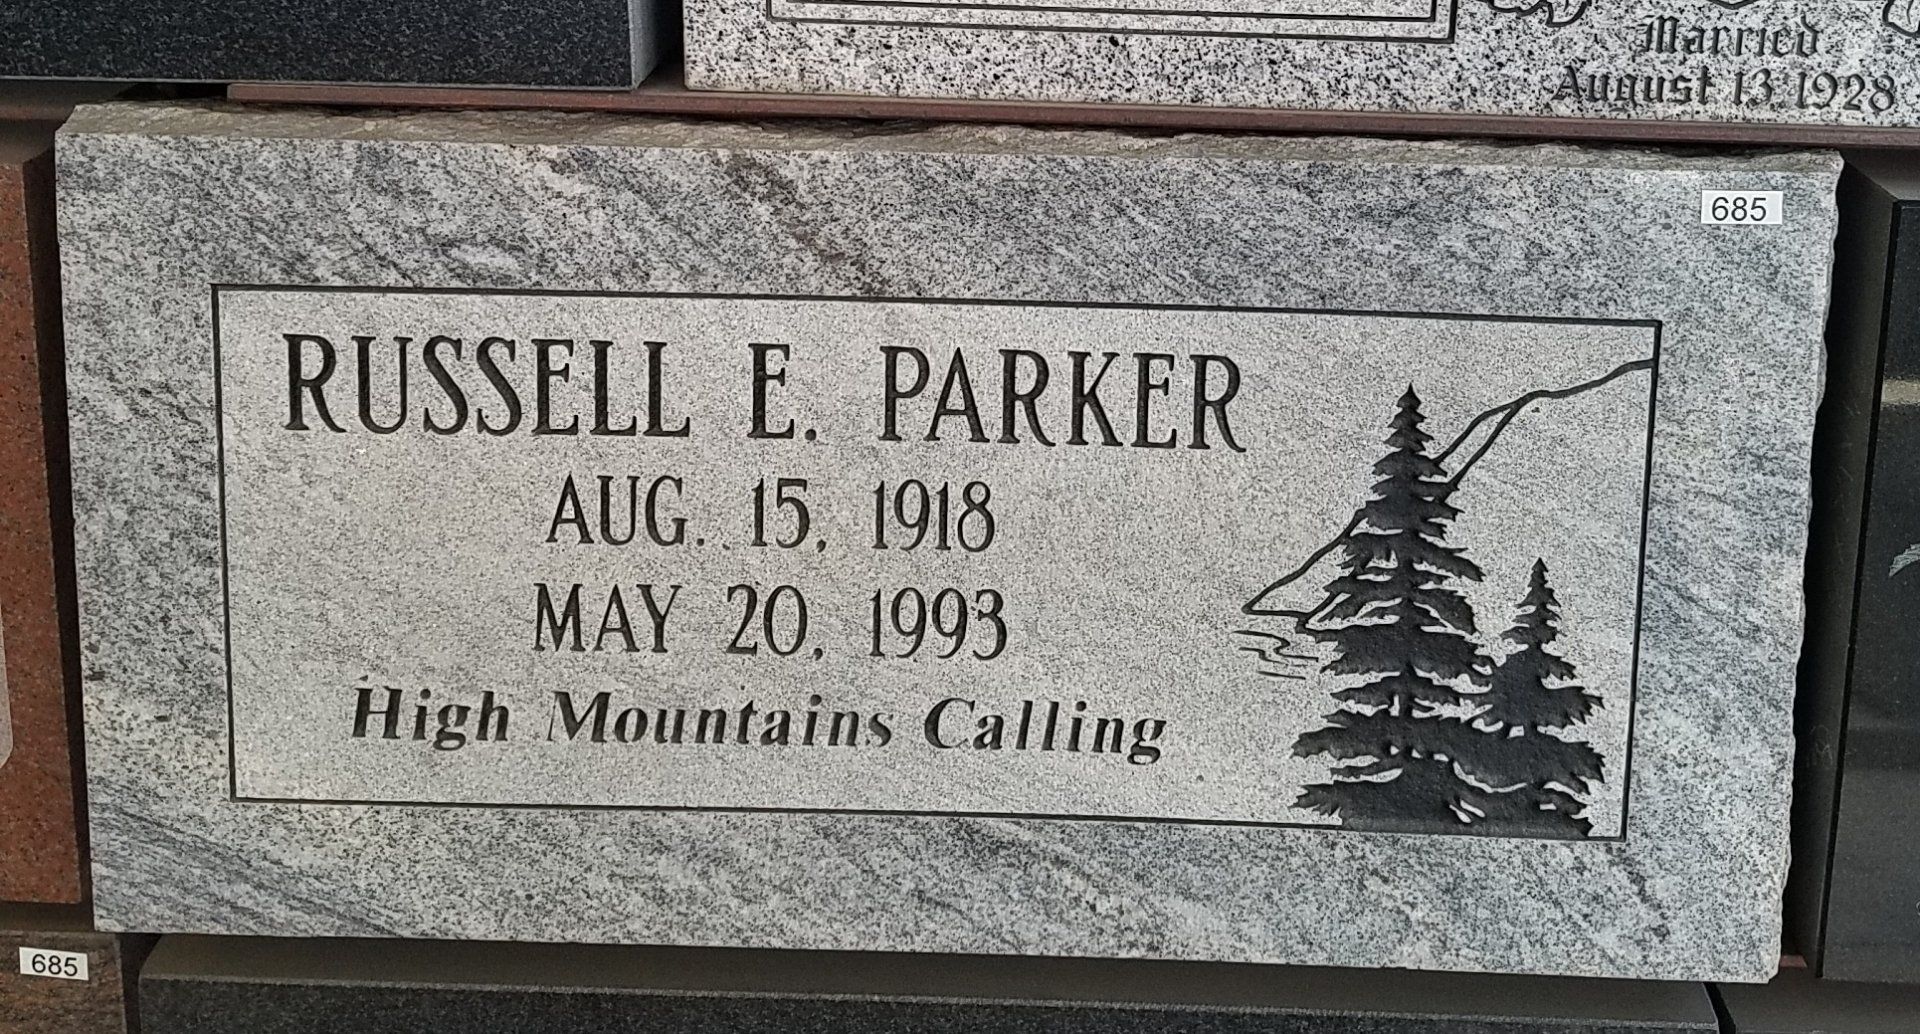 Married
August 13, 1928
685
RUSSELL E. PARKER
AUG. 15, 1918
MAY 20, 1993
High Mountains Calling
685